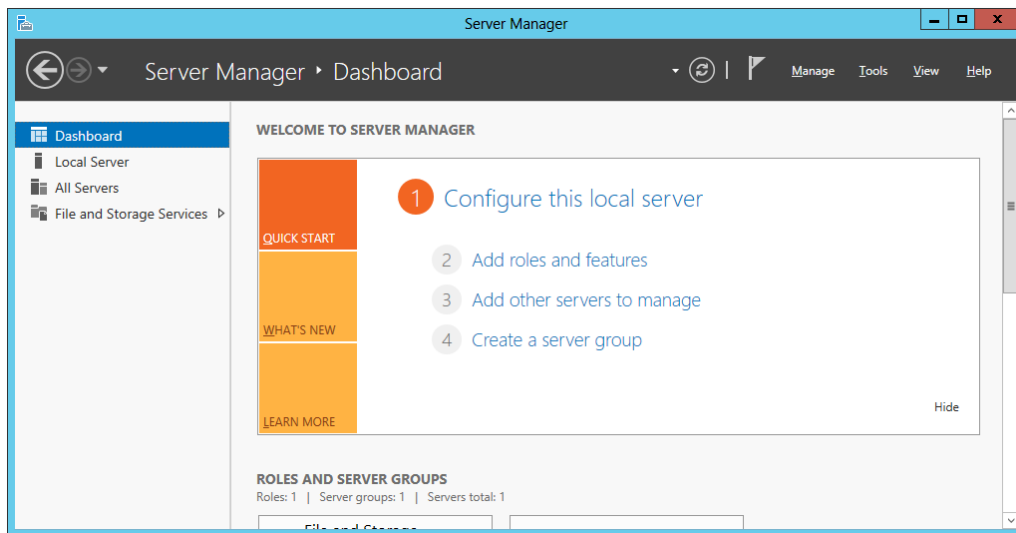 Server Manager
Server Manager ‣ Dashboard
Manage Tools View Help
Dashboard
Local Server
All Servers
File and Storage Services
WELCOME TO SERVER MANAGER
QUICK START
WHAT'S NEW
LEARN MORE
1 Configure this local server
2 Add roles and features
3 Add other servers to manage
4 Create a server group
Hide
ROLES AND SERVER GROUPS
Roles: 1 | Server groups: 1 | Servers total: 1
File and Storage